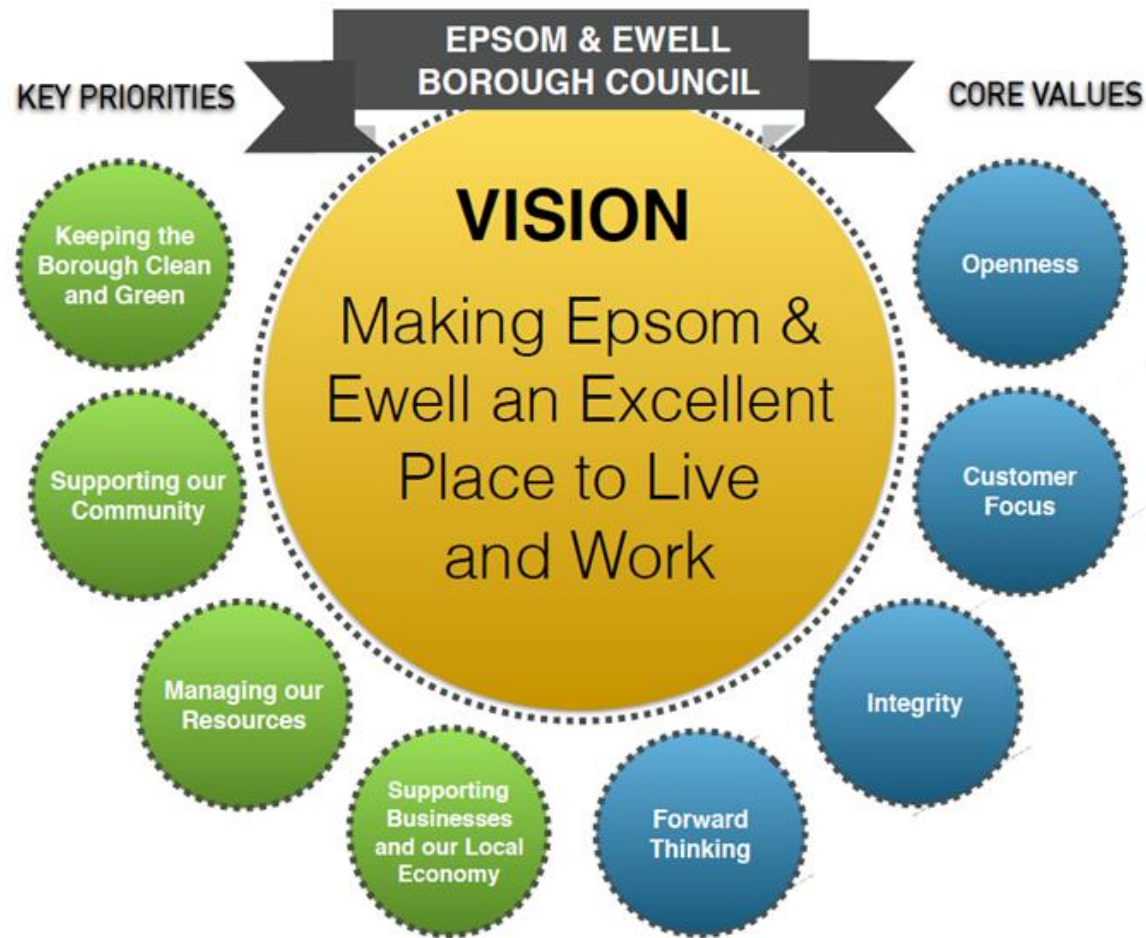 EPSOM & EWELL
BOROUGH COUNCIL
KEY PRIORITIES
CORE VALUES
VISION
Making Epsom &
Ewell an Excellent
Place to Live
and Work
Keeping the
Borough Clean
and Green
Supporting our
Community
Managing our
Resources
Supporting
Businesses
and our Local
Economy
Openness
Customer
Focus
Integrity
Forward
Thinking